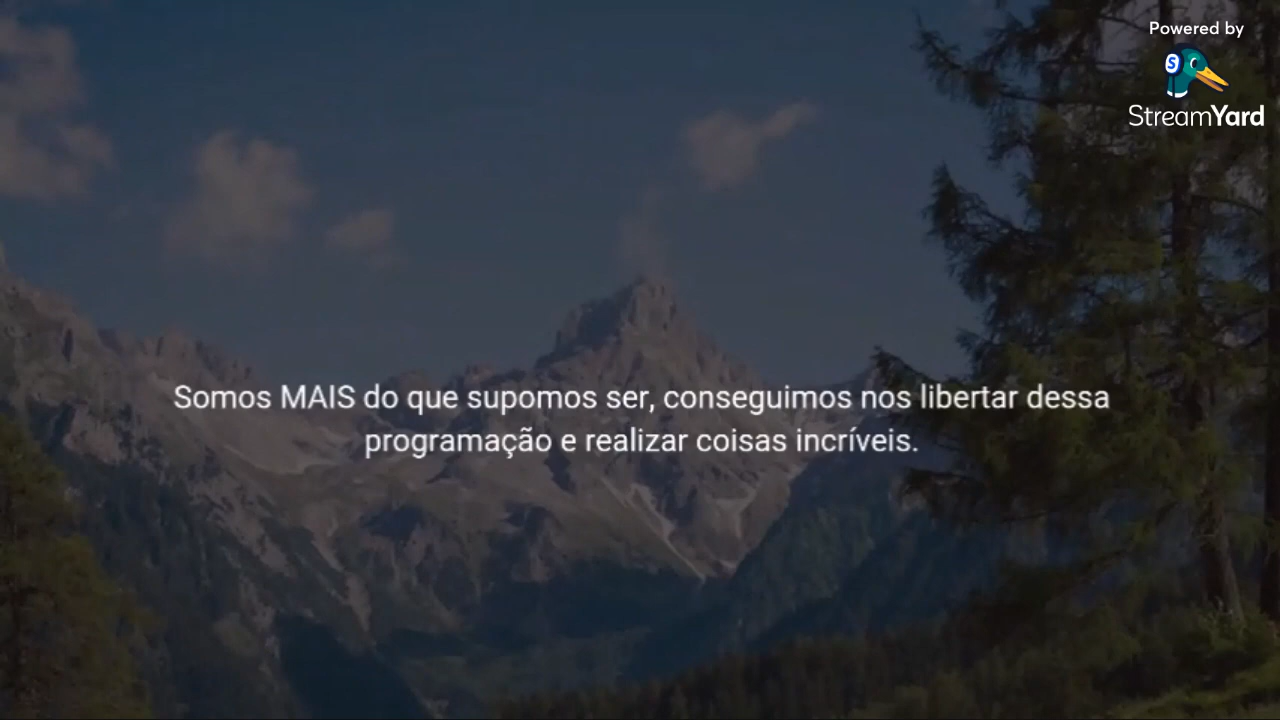 Powered by
S
StreamYard
Somos MAIS do que supomos ser, conseguimos nos libertar dessa
programação e realizar coisas incríveis.